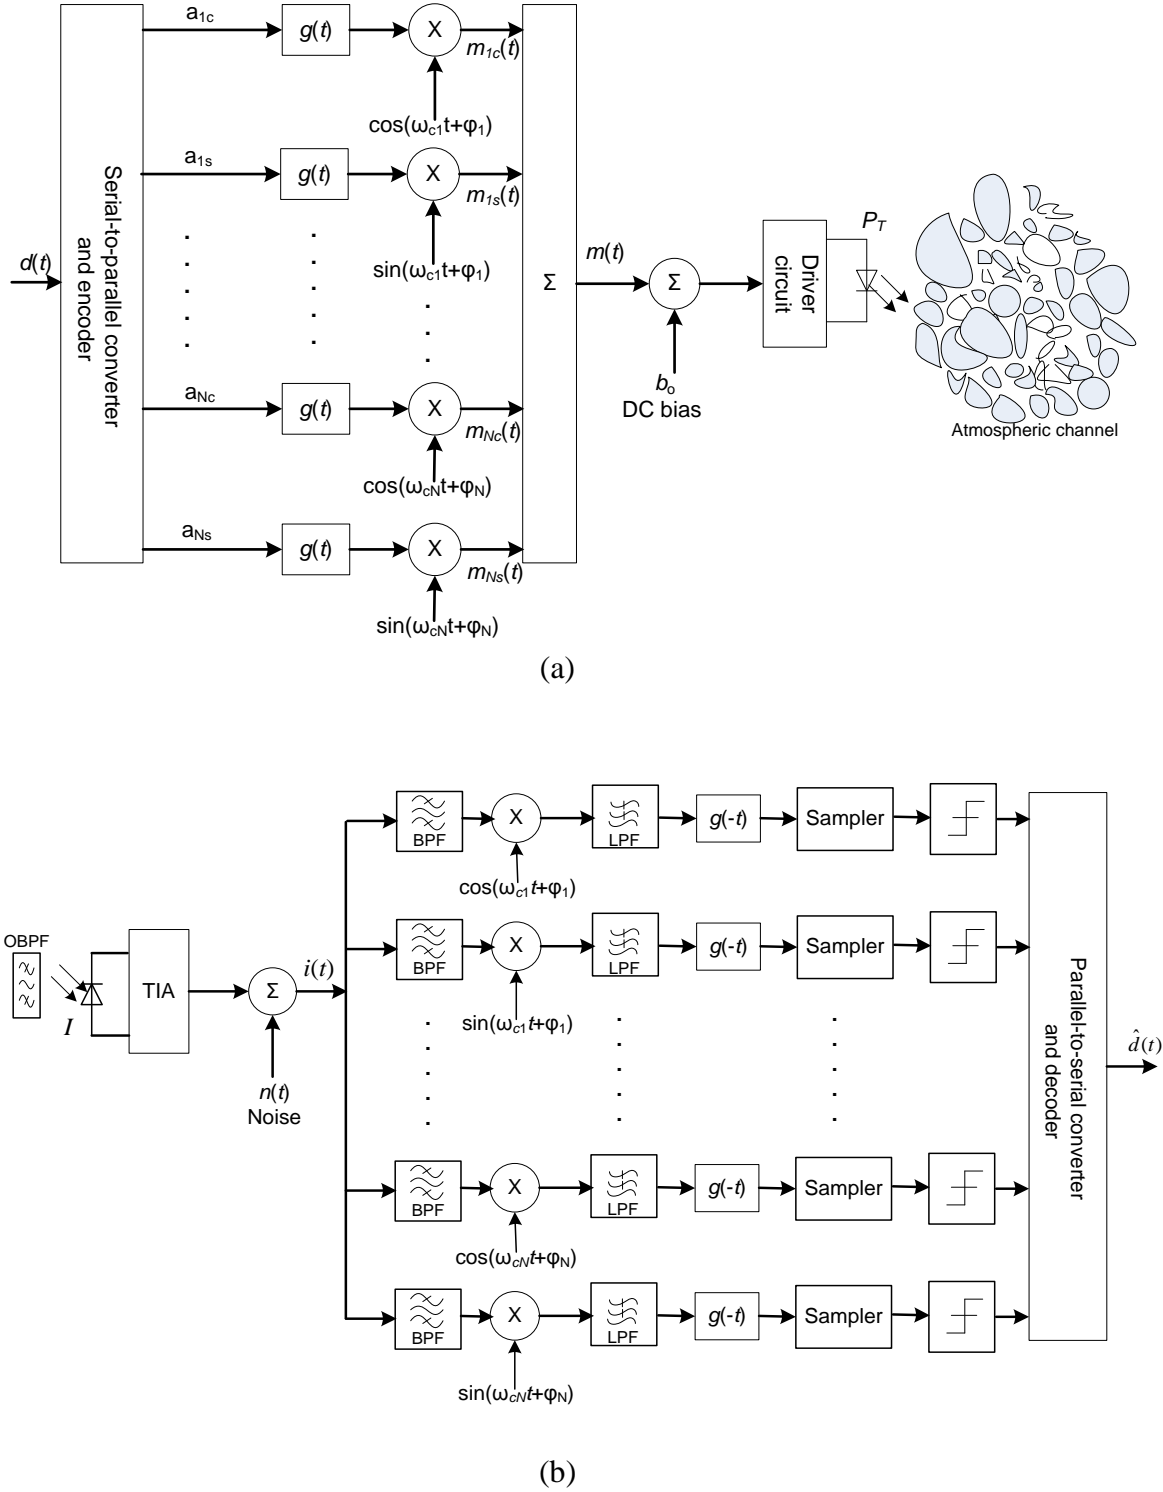 a1c
g(t)
X
m1c(t)
cos(ωc1t+φ1)
a1s
g(t)
X
m1s(t)
sin(ωc1t+φ1)
d(t)
Serial-to-parallel converter
and encoder
Σ
m(t)
Σ
bo
DC bias
Driver
circuit
PT
Atmospheric channel
aNc
g(t)
X
mNc(t)
cos(ωcNt+φN)
aNs
g(t)
X
mNs(t)
sin(ωcNt+φN)
(a)
OBPF
I
TIA
Σ
n(t)
Noise
i(t)
BPF
X
cos(ωc1t+φ1)
LPF
g(-t)
Sampler
BPF
X
sin(ωc1t+φ1)
LPF
g(-t)
Sampler
BPF
X
cos(ωcNt+φN)
LPF
g(-t)
Sampler
BPF
X
sin(ωcNt+φN)
LPF
g(-t)
Sampler
Parallel-to-serial converter
and decoder
d̂(t)
(b)